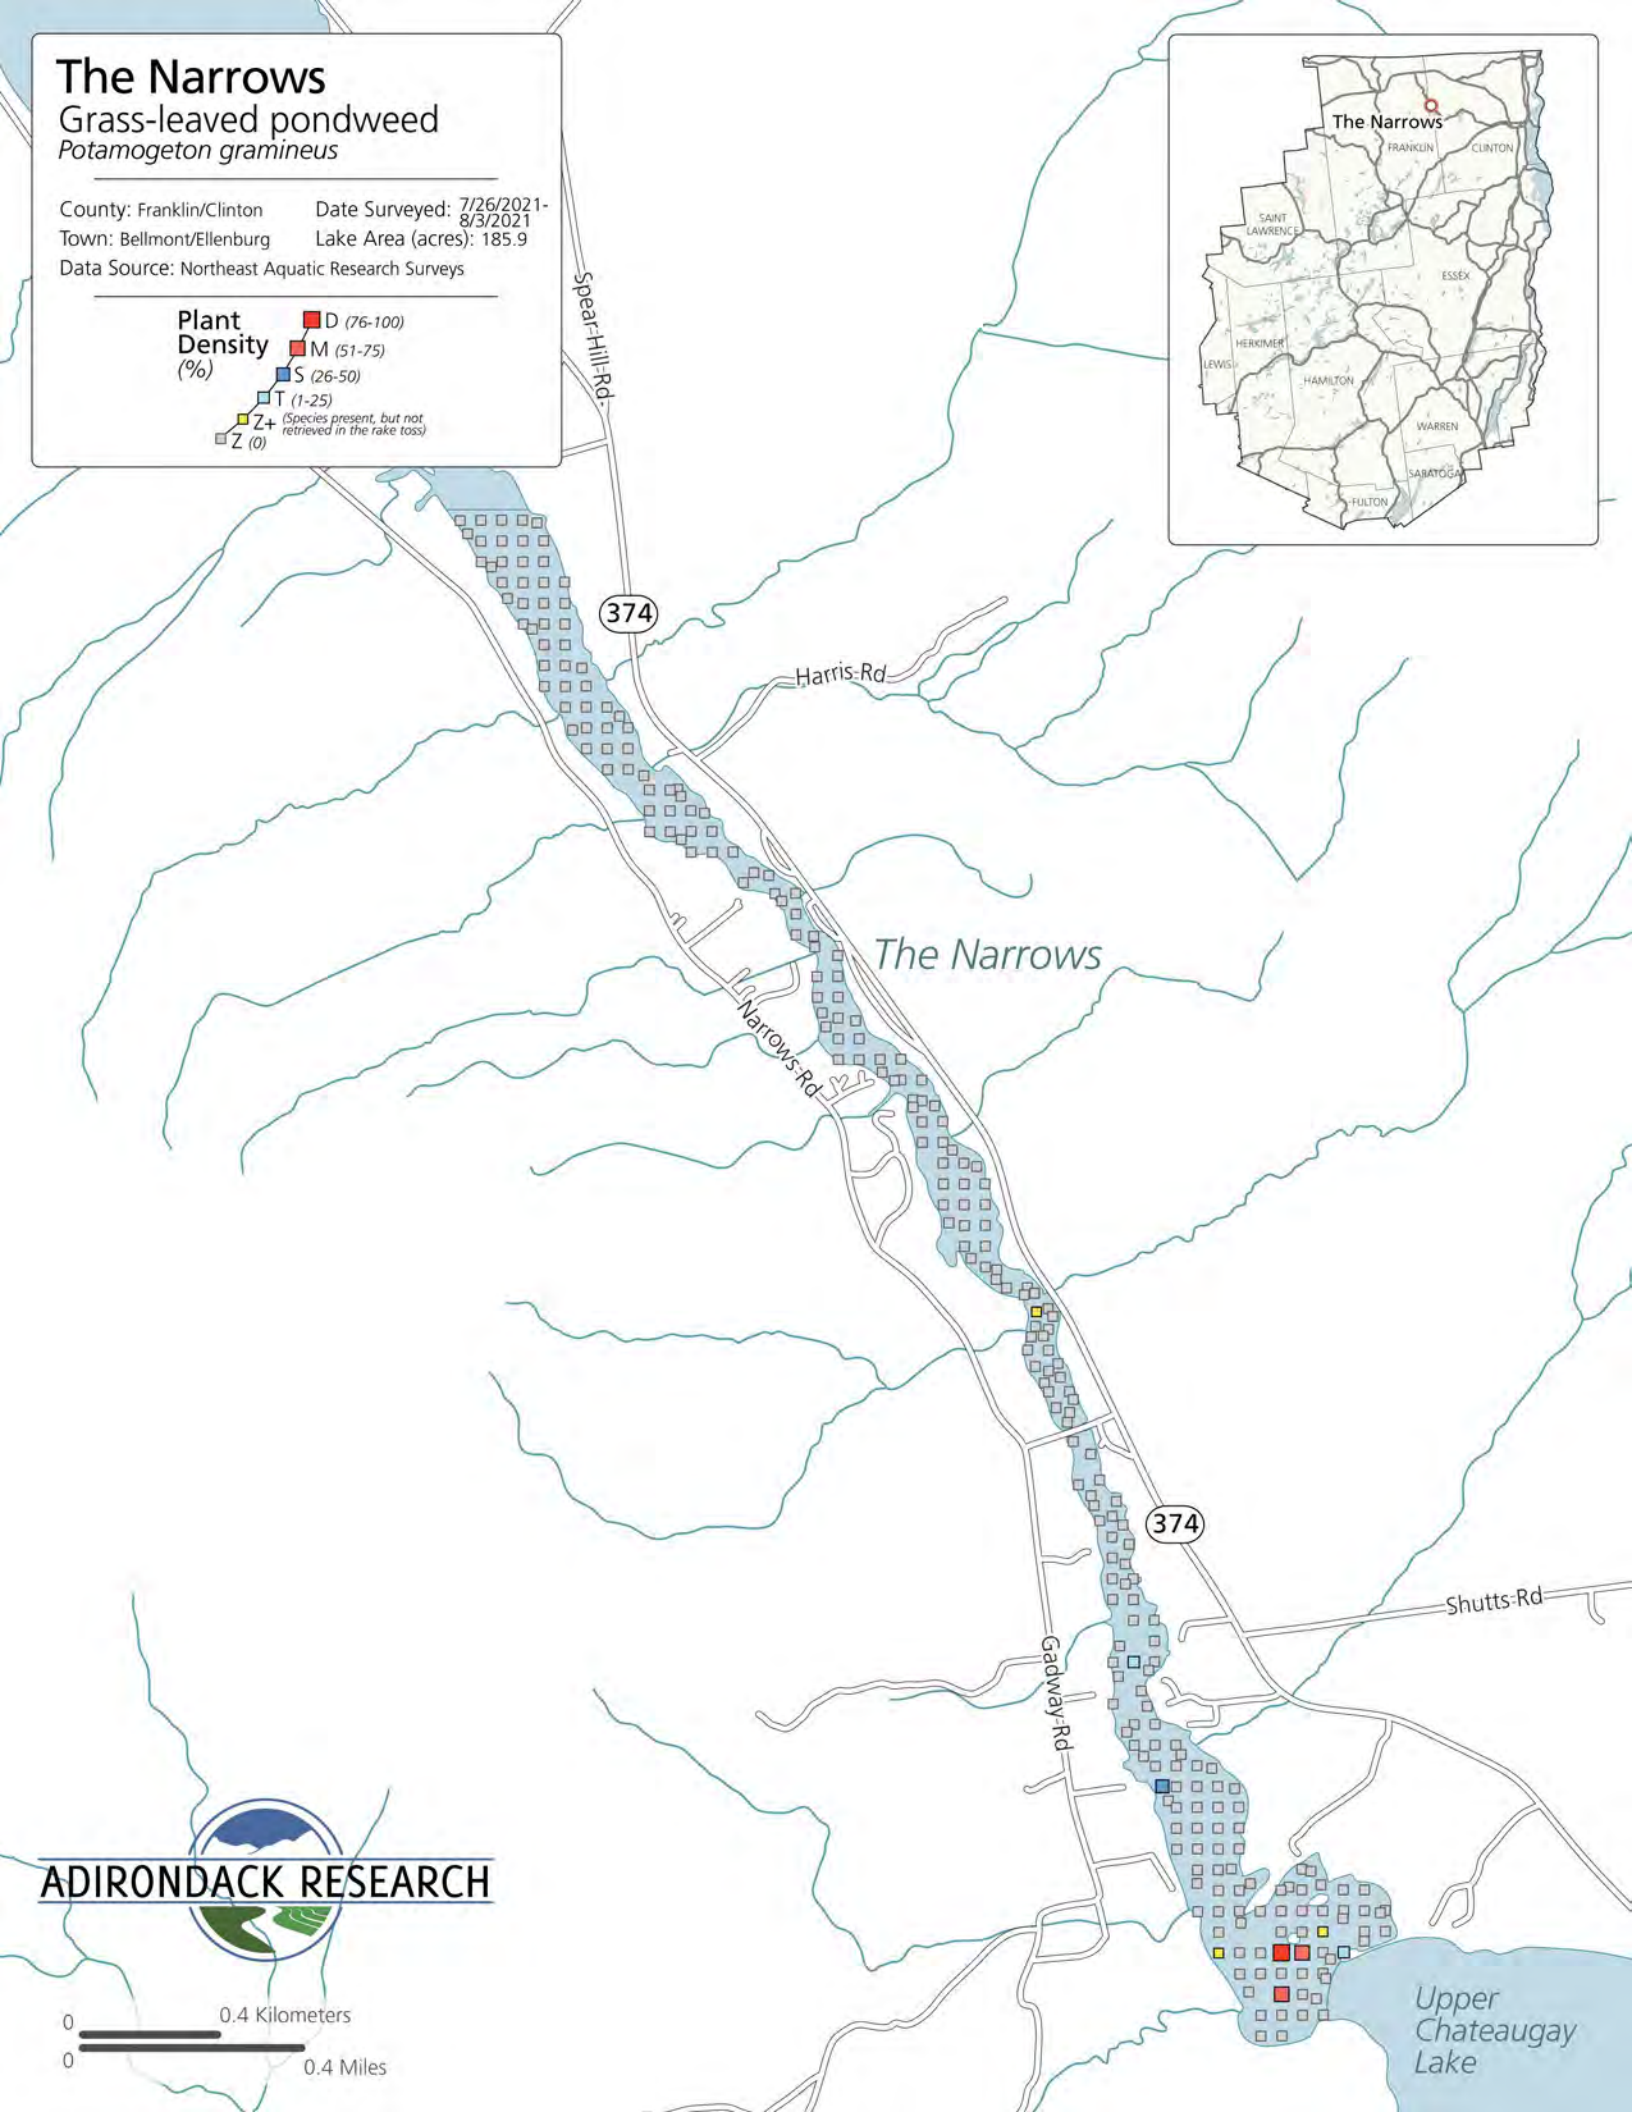 The Narrows
Grass-leaved pondweed
Potamogeton gramineus
County: Franklin/Clinton
Date Surveyed: 7/26/2021-
8/3/2021
Town: Bellmont/Ellenburg
Lake Area (acres): 185.9
Data Source: Northeast Aquatic Research Surveys
Plant
Density
(%)
D (76-100)
M (51-75)
S (26-50)
T (1-25)
Z+ (Species present, but not
retrieved in the rake toss)
Z (0)
The Narrows
FRANKLIN
CLINTON
SAINT
LAWRENCE
ESSEX
HERKIMER
LEWIS
HAMILTON
WARREN
SARATOGA
FULTON
Spear-Hill-Rd-
374
Harris-Rd
The Narrows
Narrows-Rd
374
Shutts-Rd
Gadway-Rd
ADIRONDACK RESEARCH
Upper
Chateaugay
Lake
0
0.4 Kilometers
0
0.4 Miles